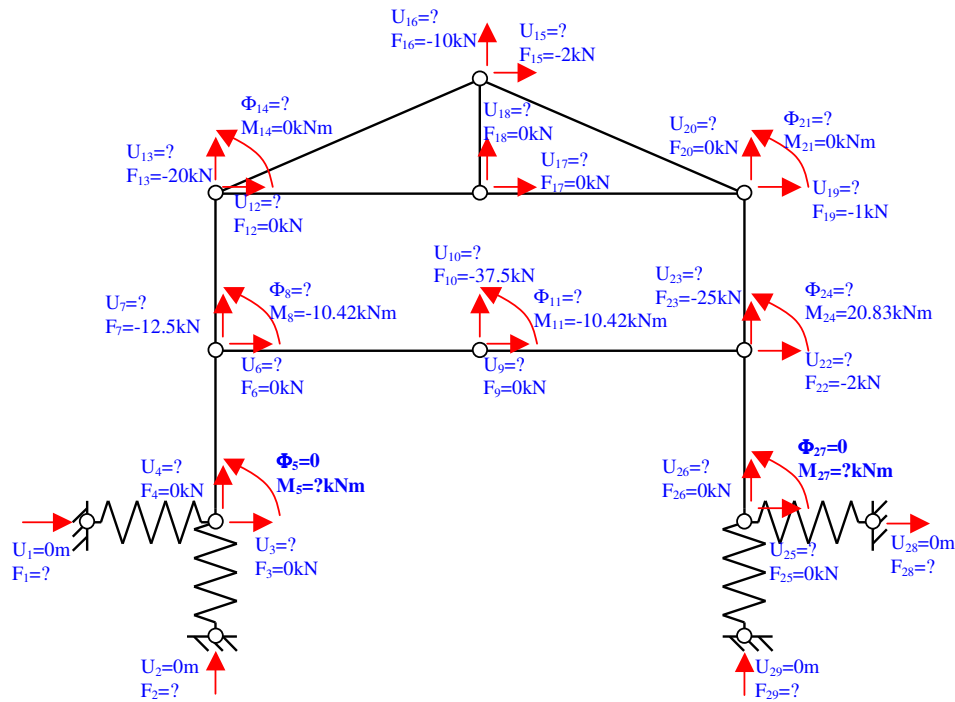 U₁₆=?
F₁₆=-10kN
U₁₅=?
F₁₅=-2kN
Φ₁₄=?
M₁₄=0kNm
U₁₈=?
F₁₈=0kN
U₂₀=?
F₂₀=0kN
Φ₂₁=?
M₂₁=0kNm
U₁₃=?
F₁₃=-20kN
U₁₇=?
F₁₇=0kN
U₁₂=?
F₁₂=0kN
U₁₉=?
F₁₉=-1kN
U₁₀=?
F₁₀=-37.5kN
U₇=?
F₇=-12.5kN
Φ₈=?
M₈=-10.42kNm
Φ₁₁=?
M₁₁=-10.42kNm
U₂₃=?
F₂₃=-25kN
Φ₂₄=?
M₂₄=20.83kNm
U₆=?
F₆=0kN
U₉=?
F₉=0kN
U₂₂=?
F₂₂=-2kN
U₄=?
F₄=0kN
Φ₅=0
M₅=?kNm
U₂₆=?
F₂₆=0kN
Φ₂₇=0
M₂₇=?kNm
U₁=0m
F₁=?
U₃=?
F₃=0kN
U₂₅=?
F₂₅=0kN
U₂₈=0m
F₂₈=?
U₂=0m
F₂=?
U₂₉=0m
F₂₉=?